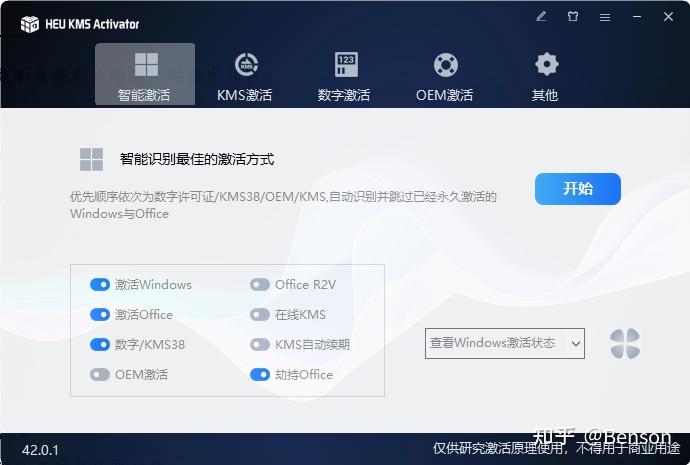 HEU KMS Activator
智能激活
KMS激活
123
数字激活
OEM激活
其他
智能识别最佳的激活方式
优先顺序依次为数字许可证/KMS38/OEM/KMS,自动识别并跳过已经永久激活的
Windows与Office
开始
激活Windows
Office R2V
激活Office
在线KMS
数字/KMS38
KMS自动续期
OEM激活
劫持Office
查看Windows激活状态
知乎 @Benson
42.0.1
仅供研究激活原理使用，不得用于商业用途